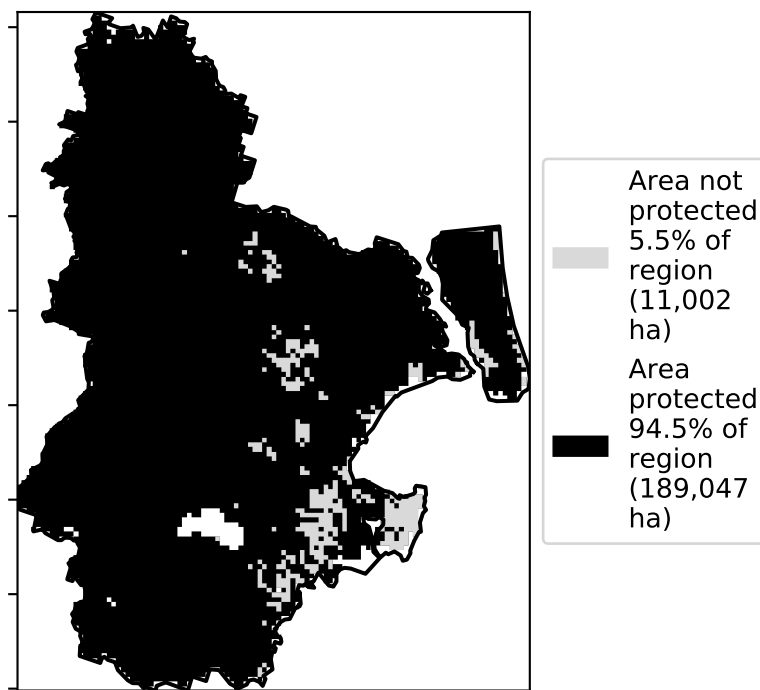 Area not
protected
5.5% of
region
(11,002
ha)
Area
protected
94.5% of
region
(189,047
ha)